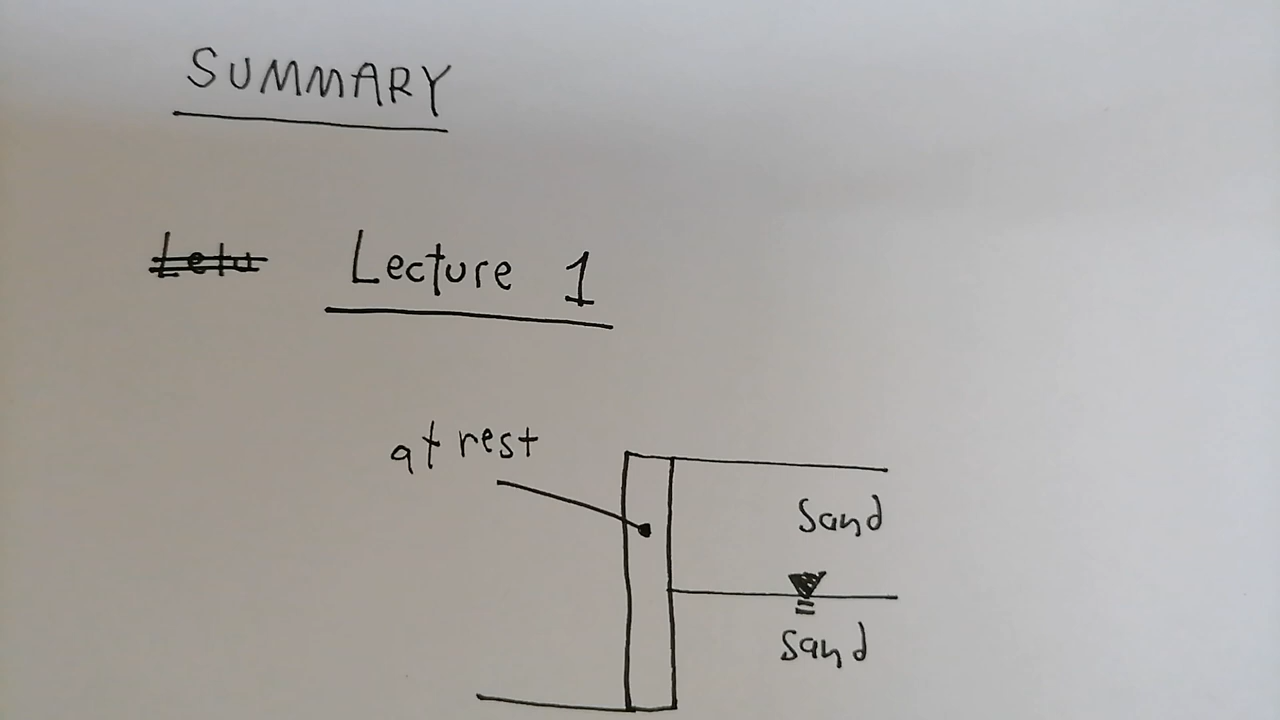 SUMMARY
Lecture 1
at rest
Sand
Sand